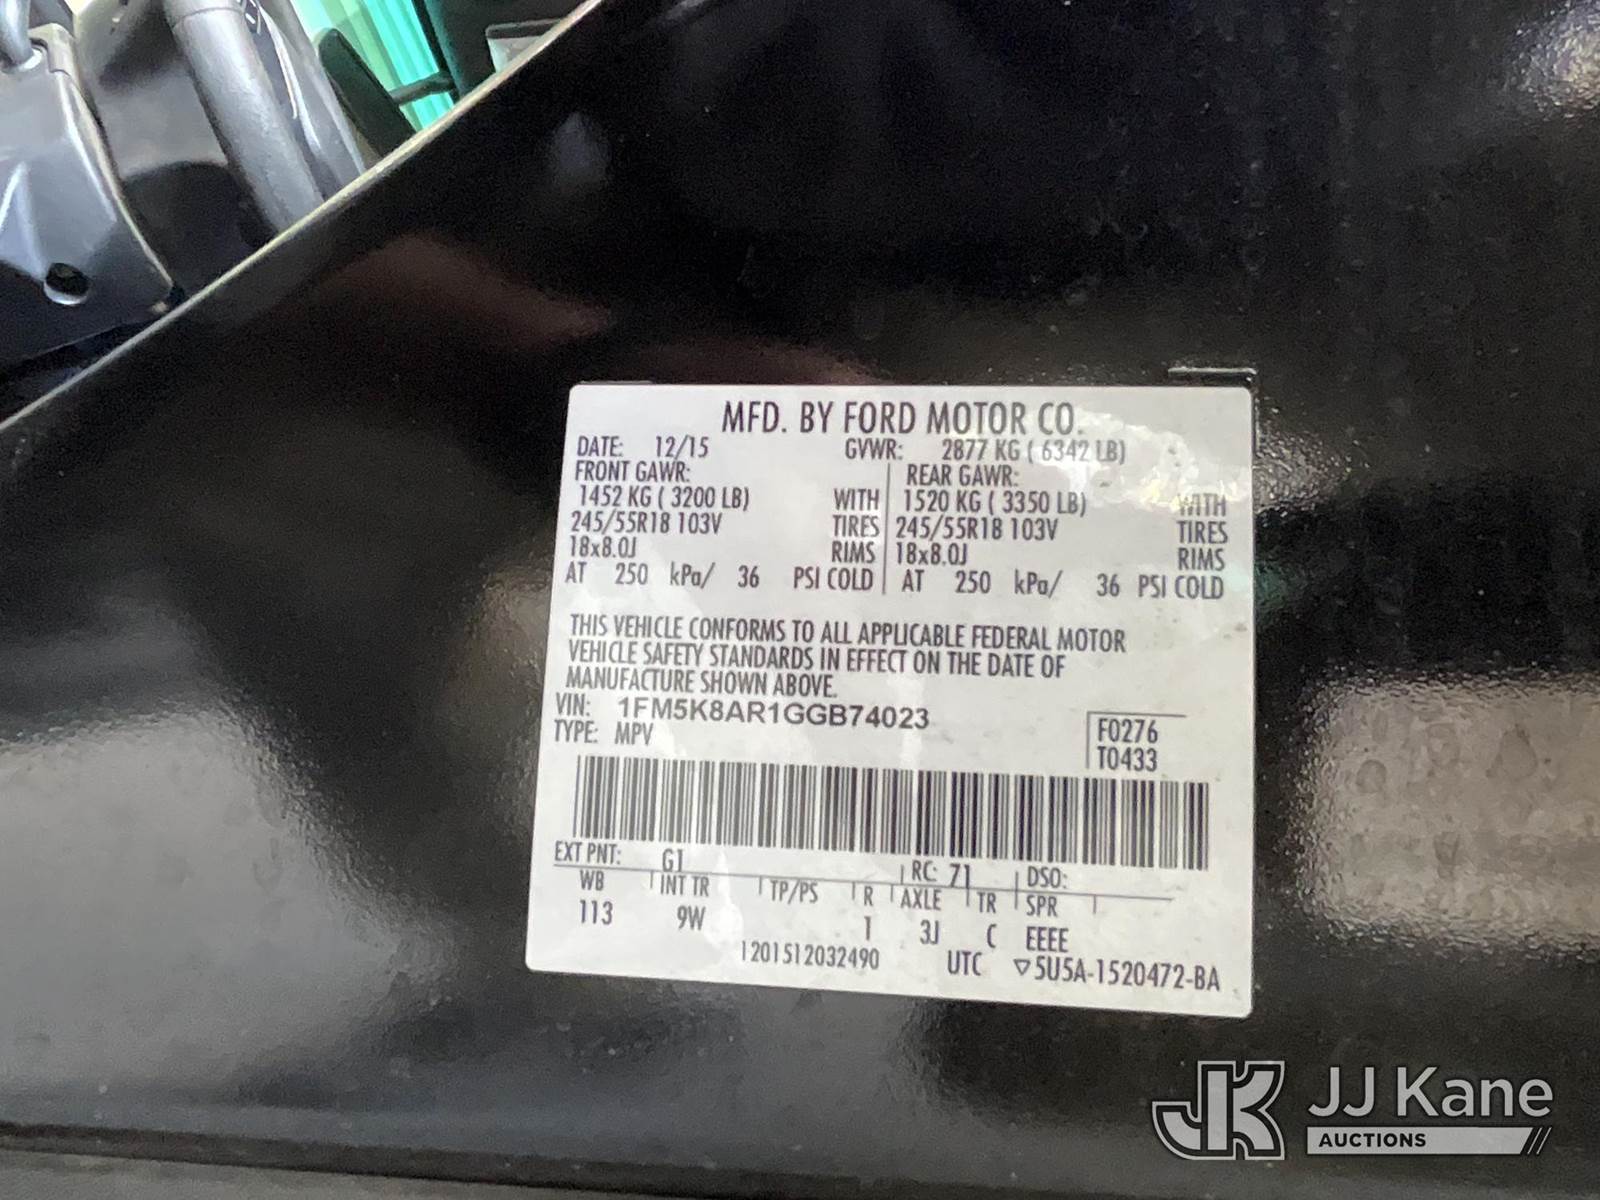 MFD. BY FORD MOTOR CO.
DATE: 12/15 GVWR: 2877 KG ( 6342 LB)
FRONT GAWR: REAR GAWR:
1452 KG ( 3200 LB) WITH 1520 KG ( 3350 LB) WITH
245/55R18 103V TIRES 245/55R18 103V TIRES
18x8.0J RIMS 18x8.0J RIMS
AT 250 kPa/ 36 PSI COLD AT 250 kPa/ 36 PSI COLD
THIS VEHICLE CONFORMS TO ALL APPLICABLE FEDERAL MOTOR
VEHICLE SAFETY STANDARDS IN EFFECT ON THE DATE OF
MANUFACTURE SHOWN ABOVE.
VIN: 1FM5K8AR1GGB74023
TYPE: MPV F0276
T0433
EXT PNT: G1 RC: 71 DSO:
WB INT TR TP/PS R AXLE TR SPR
113 9W 1 3J C EEEE
1201512032490 UTC ▽5U5A-1520472-BA
JK JJ Kane
AUCTIONS